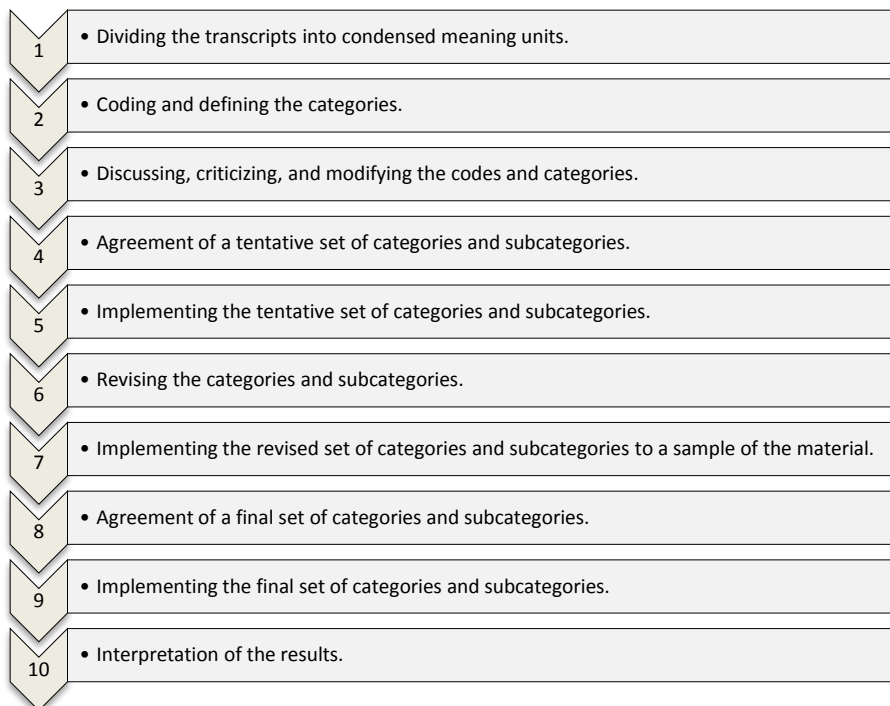 1 • Dividing the transcripts into condensed meaning units.
2 • Coding and defining the categories.
3 • Discussing, criticizing, and modifying the codes and categories.
4 • Agreement of a tentative set of categories and subcategories.
5 • Implementing the tentative set of categories and subcategories.
6 • Revising the categories and subcategories.
7 • Implementing the revised set of categories and subcategories to a sample of the material.
8 • Agreement of a final set of categories and subcategories.
9 • Implementing the final set of categories and subcategories.
10 • Interpretation of the results.